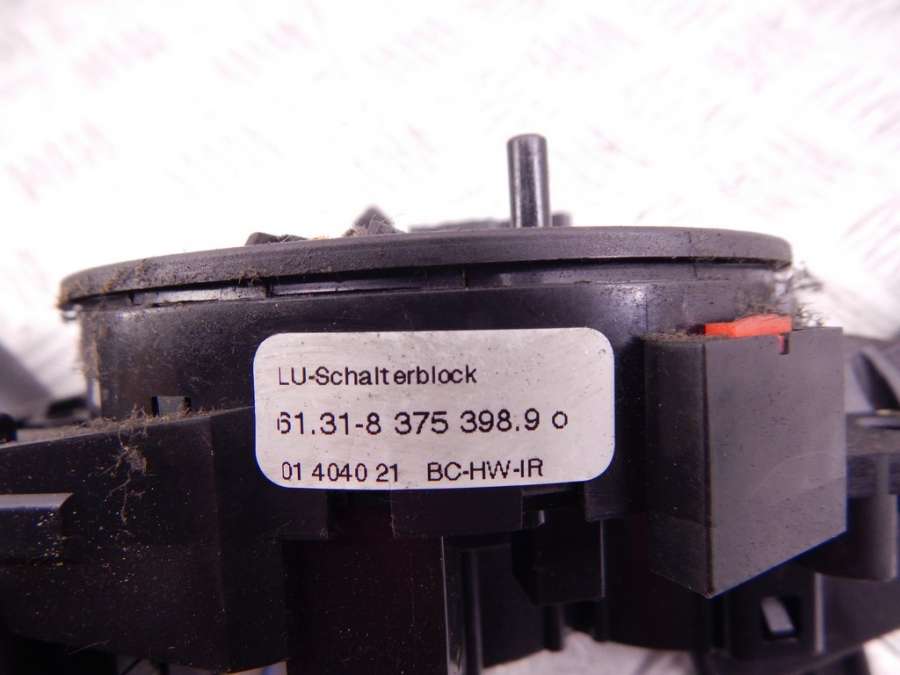 LU-Schalterblock
61.31-8 375 398.9 o
01 4040 21 BC-HW-IR